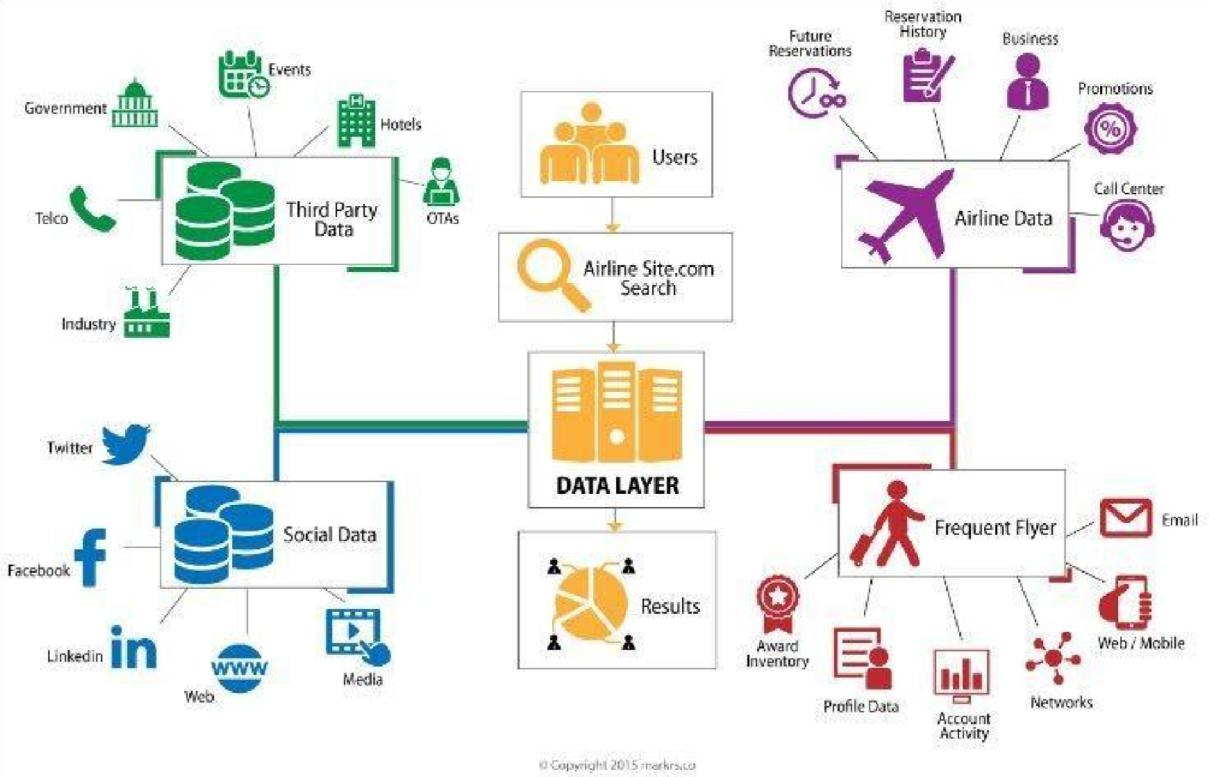 Government
Events
Hotels
Telco
Third Party
Data
OTAs
Industry
Users
Airline Site.com
Search
DATA LAYER
Results
Future
Reservations
Reservation
History
Business
Promotions
%
Airline Data
Call Center
Twitter
Facebook
Social Data
Linkedin
in
Web
www
Media
Frequent Flyer
Email
Web / Mobile
Award
Inventory
Profile Data
Account
Activity
Networks
© Copyright 2015 markrs.co